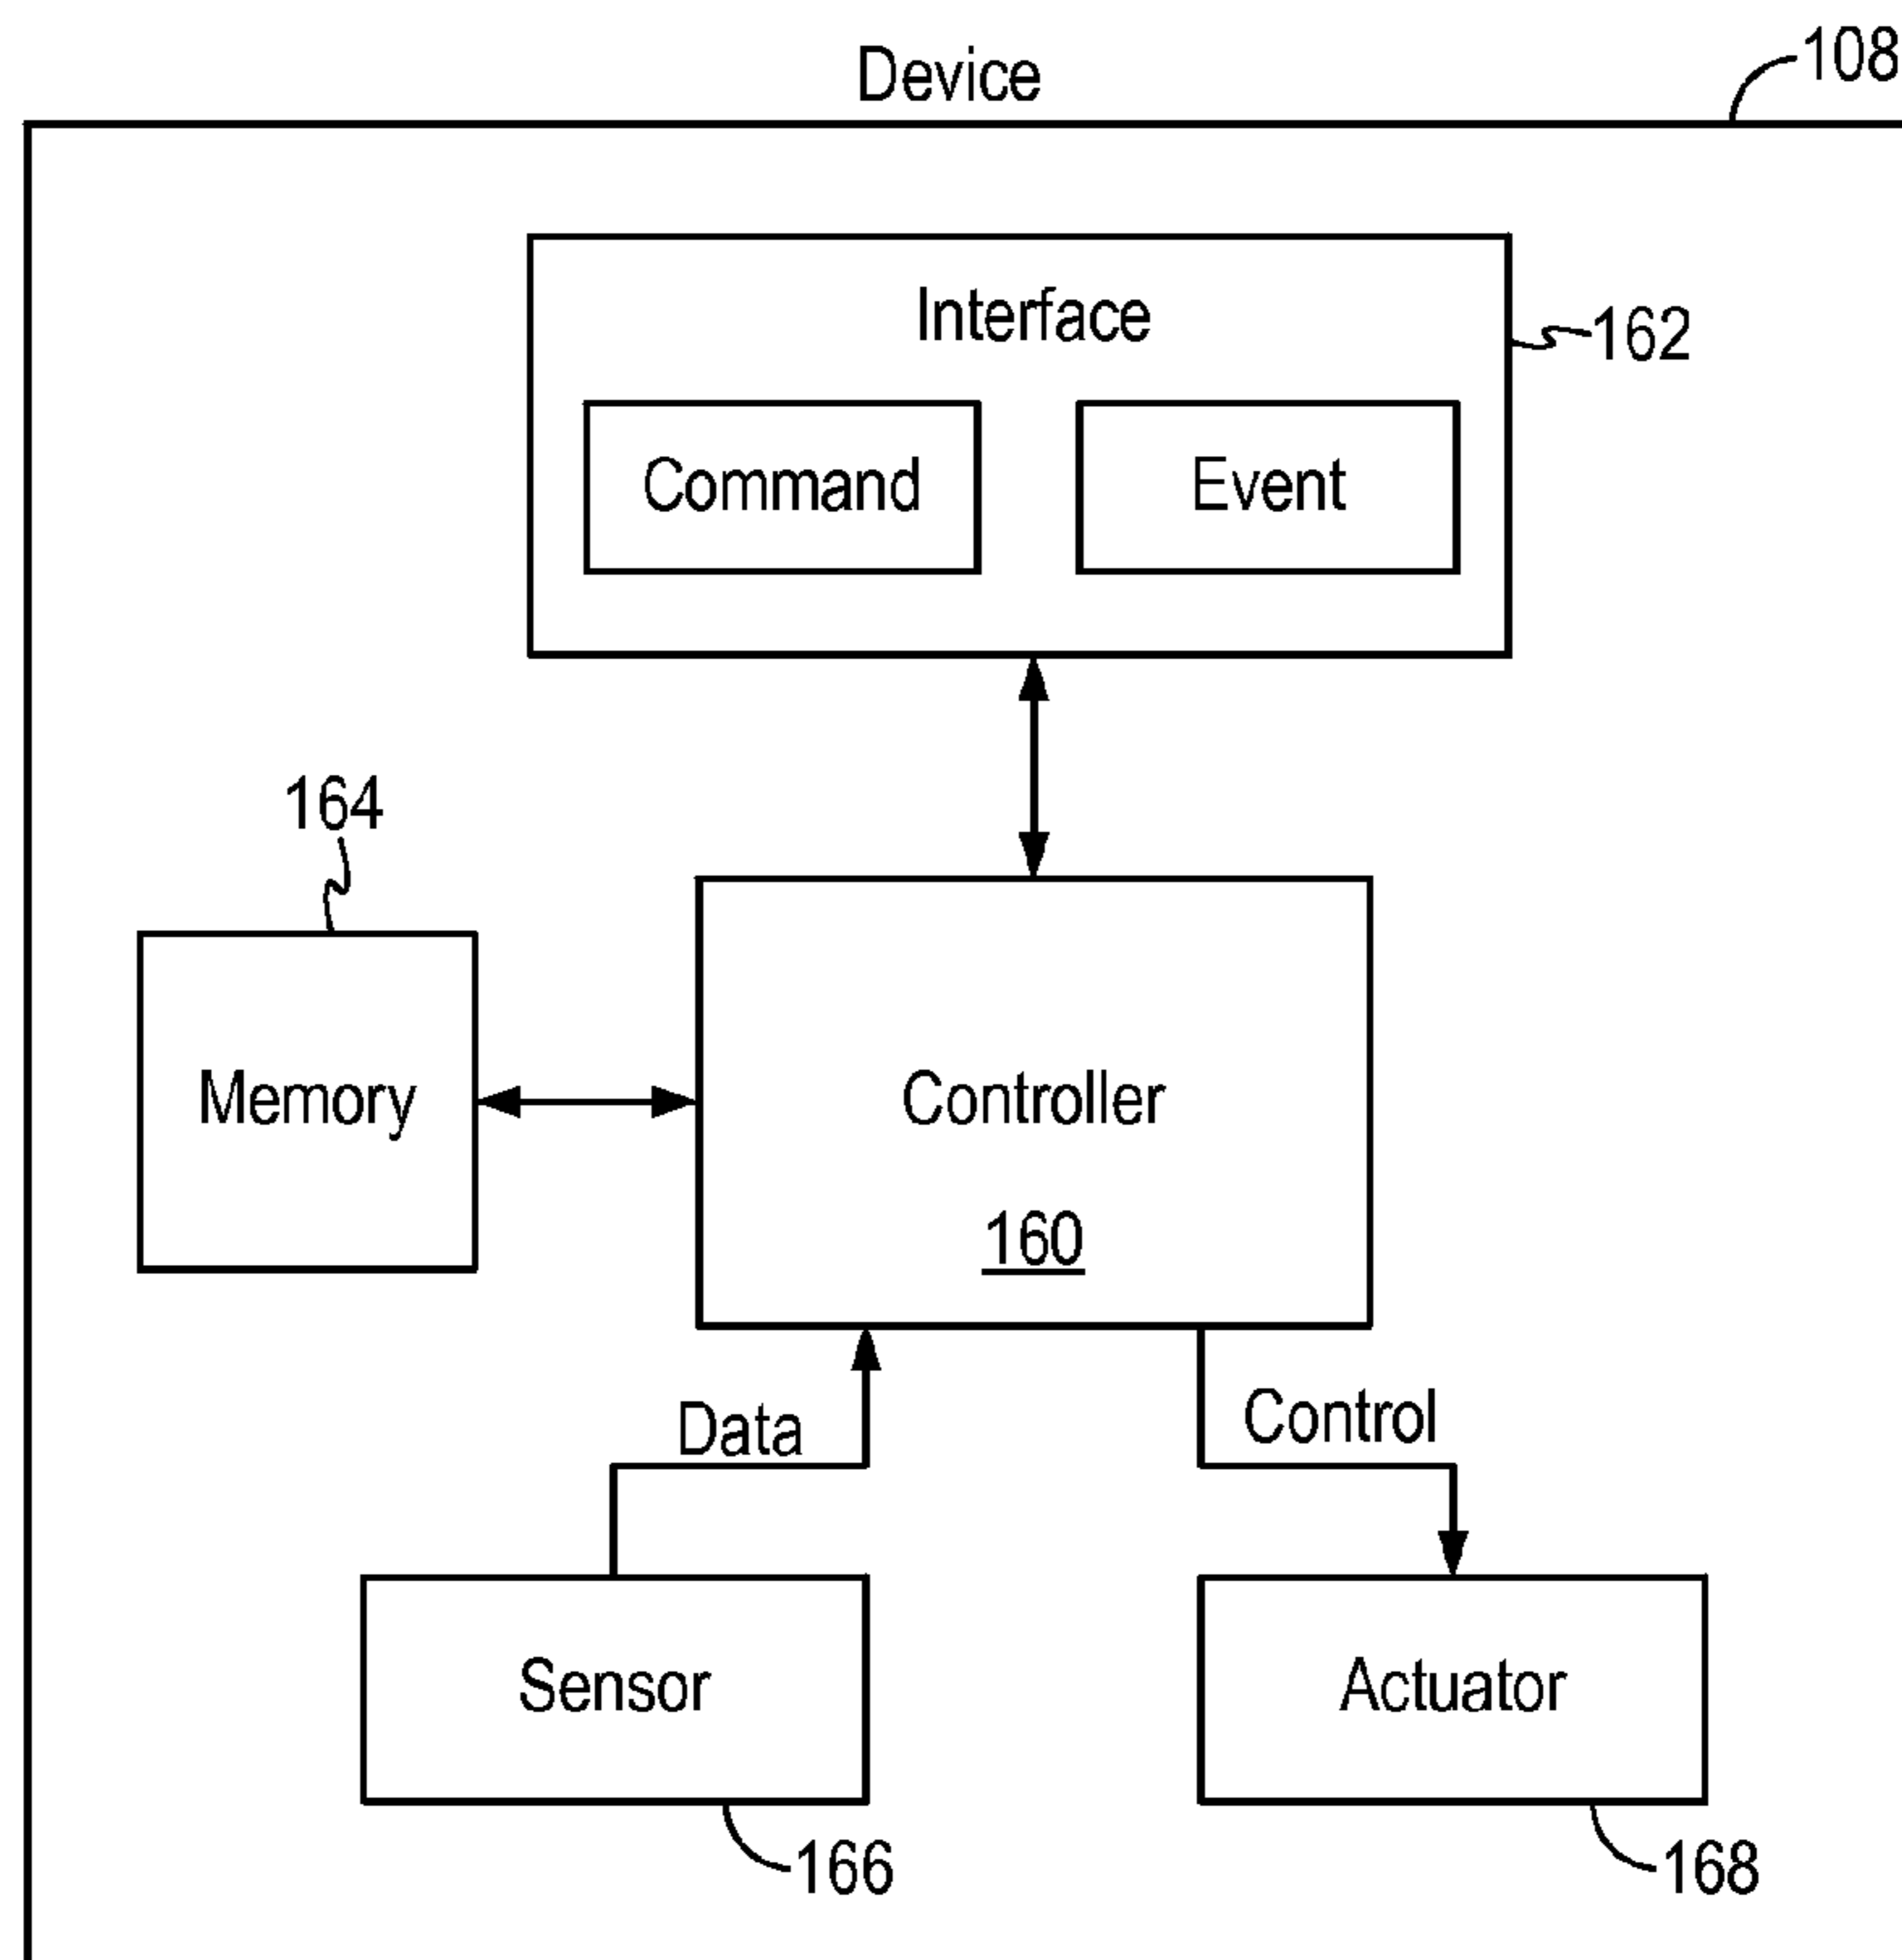 Device
108
Interface
162
Command
Event
164
Memory
Controller
160
Data
Control
Sensor
Actuator
166
168